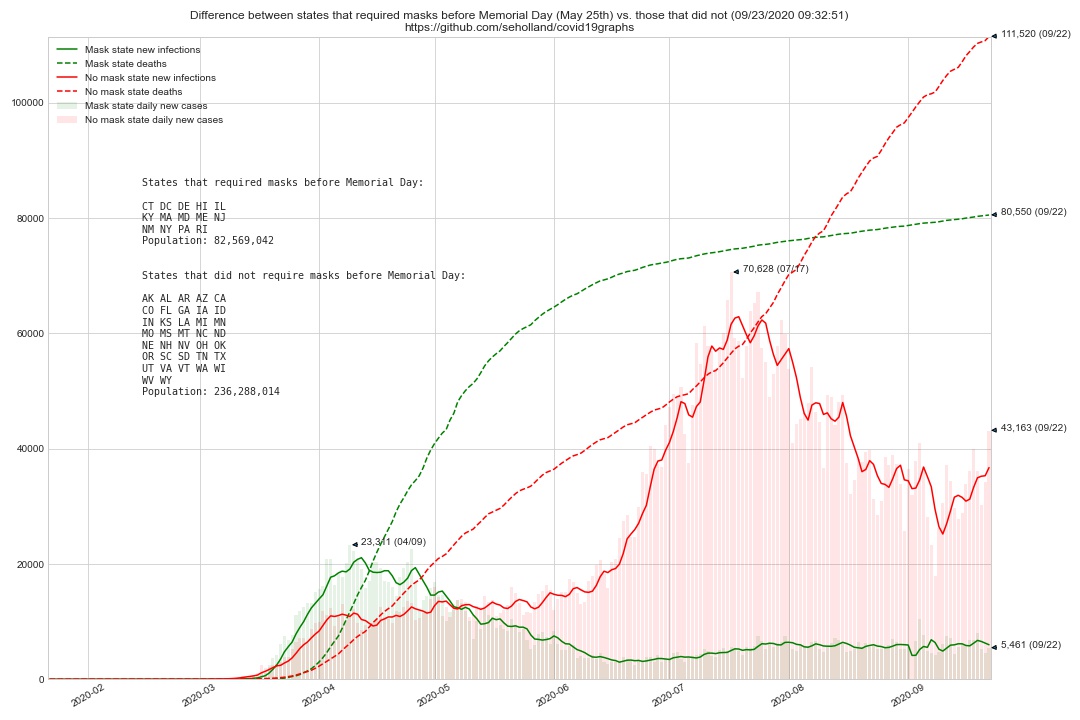 Difference between states that required masks before Memorial Day (May 25th) vs. those that did not (09/23/2020 09:32:51)
https://github.com/seholland/covid19graphs
Mask state new infections
Mask state deaths
No mask state new infections
No mask state deaths
Mask state daily new cases
No mask state daily new cases
111,520 (09/22)
100000
States that required masks before Memorial Day:
CT DC DE HI IL
KY MA MD ME NJ
NM NY PA RI
Population: 82,569,042
80,550 (09/22)
80000
States that did not require masks before Memorial Day:
AK AL AR AZ CA
CO FL GA IA ID
IN KS LA MI MN
MO MS MT NC ND
NE NH NV OH OK
OR SC SD TN TX
UT VA VT WA WI
WV WY
Population: 236,288,014
70,628 (07/17)
60000
43,163 (09/22)
40000
23,311 (04/09)
20000
5,461 (09/22)
0
2020-02
2020-03
2020-04
2020-05
2020-06
2020-07
2020-08
2020-09